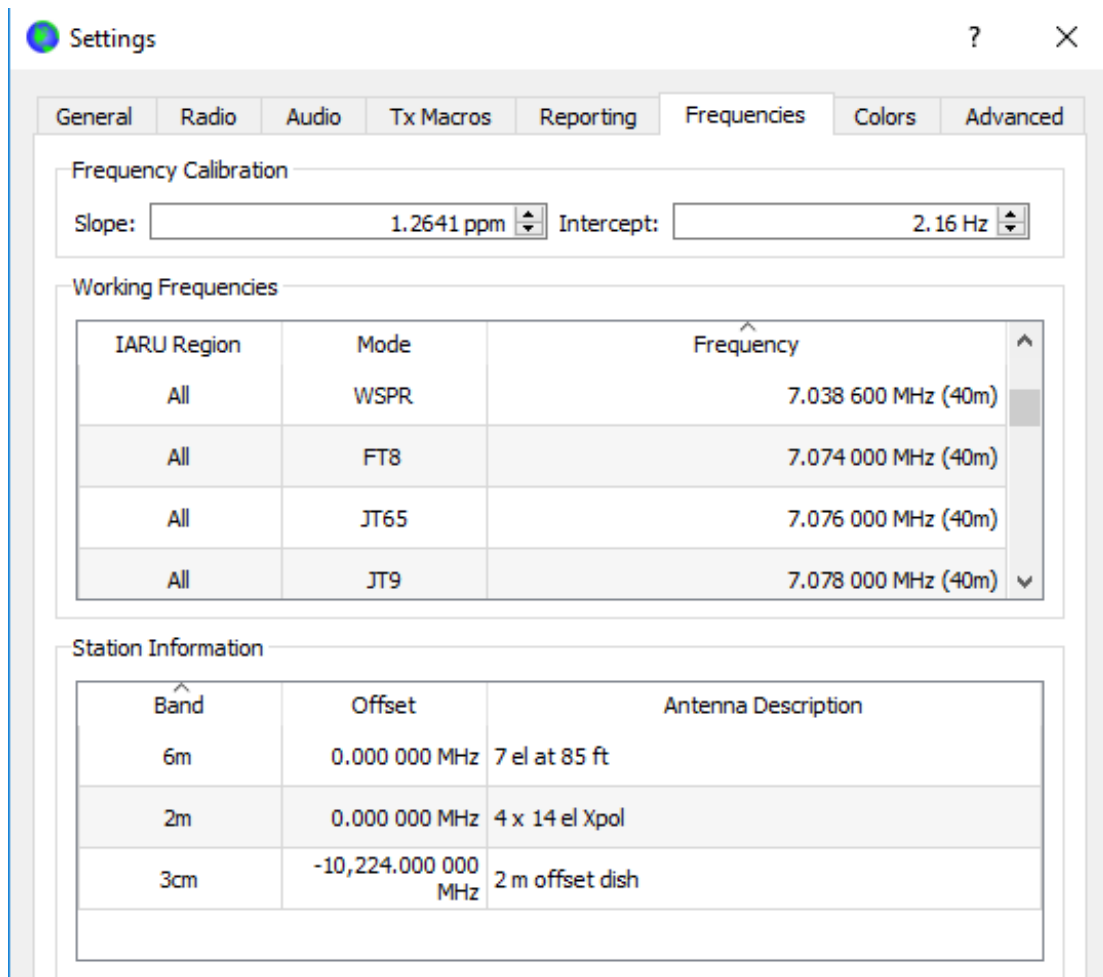 Settings ?
General Radio Audio Tx Macros Reporting Frequencies Colors Advanced
Frequency Calibration
Slope: 1.2641 ppm Intercept: 2.16 Hz
Working Frequencies
IARU Region Mode Frequency
All WSPR 7.038 600 MHz (40m)
All FT8 7.074 000 MHz (40m)
All JT65 7.076 000 MHz (40m)
All JT9 7.078 000 MHz (40m)
Station Information
Band Offset Antenna Description
6m 0.000 000 MHz 7 el at 85 ft
2m 0.000 000 MHz 4 x 14 el Xpol
3cm -10,224.000 000 MHz 2 m offset dish